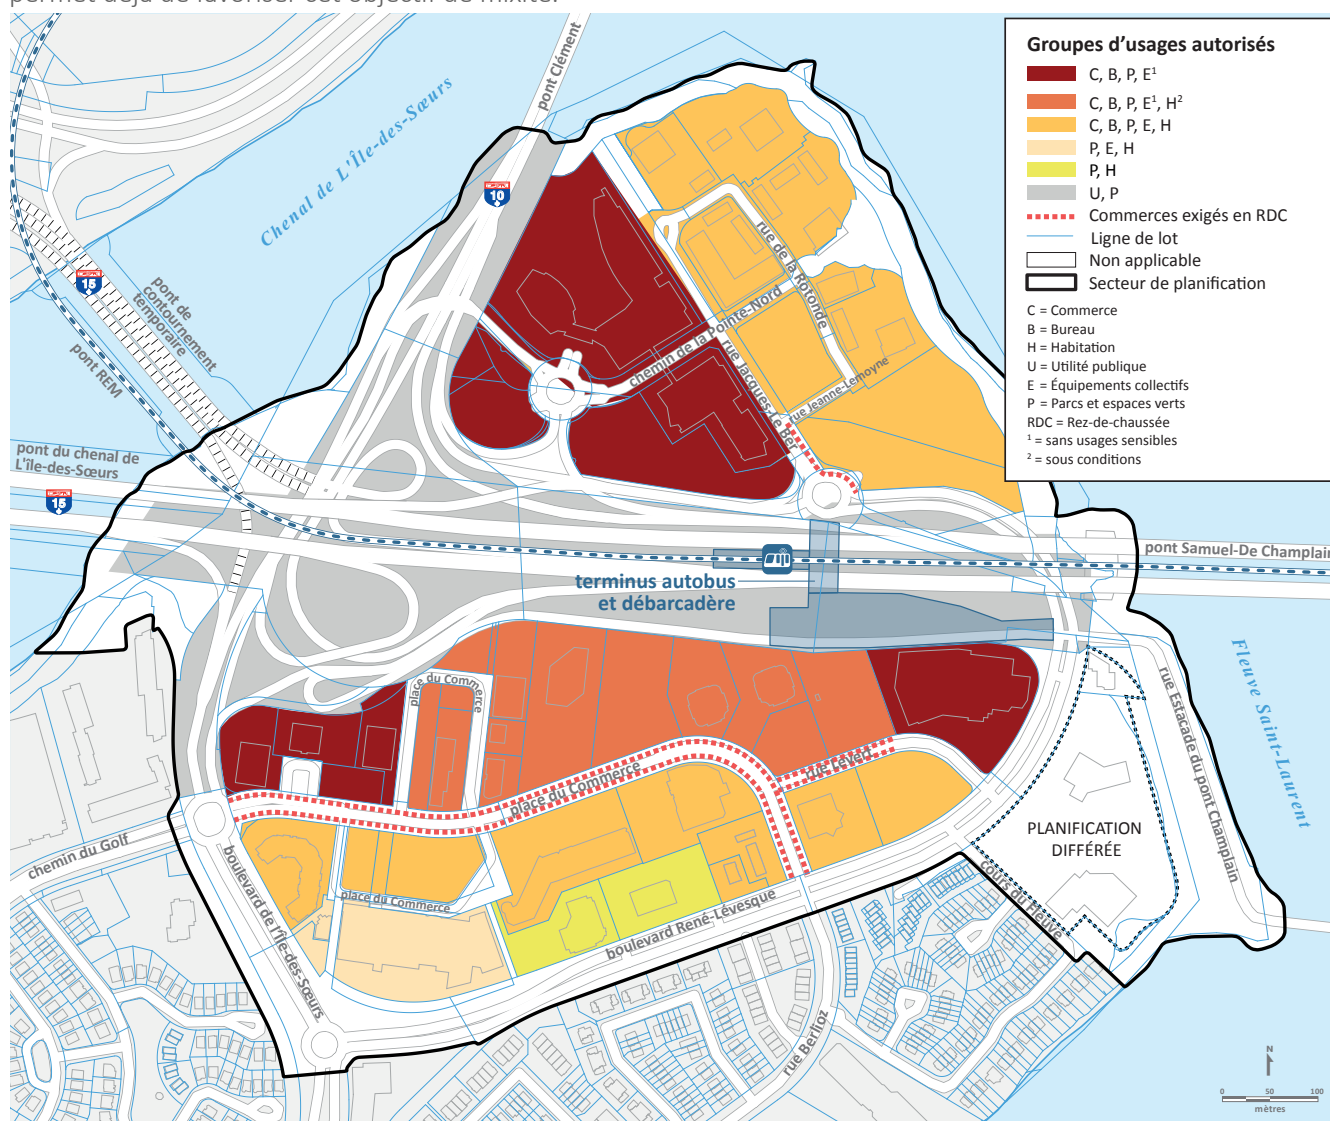 permet déjà de favoriser cet objectif de mixité.
Groupes d'usages autorisés
C, B, P, E¹
C, B, P, E¹, H²
C, B, P, E, H
P, E, H
P, H
U, P
Commerces exigés en RDC
Ligne de lot
Non applicable
Secteur de planification
C = Commerce
B = Bureau
H = Habitation
U = Utilité publique
E = Équipements collectifs
P = Parcs et espaces verts
RDC = Rez-de-chaussée
¹ = sans usages sensibles
² = sous conditions
Chenal de L'Île-des-Sœurs
pont Clément
10
15
pont de
contournement
temporaire
pont REM
pont du chenal de
L'île-des-Sœurs
15
rue de la Rotonde
chemin de la Pointe-Nord
rue Jacques-Le Ber
rue Jeanne-Lemoyne
pont Samuel-De Champlain
terminus autobus
et débarcadère
Fleuve Saint-Laurent
rue Estacade du pont Champlain
place du Commerce
place du Commerce
rue Levert
PLANIFICATION
DIFFÉRÉE
chemin du Golf
boulevard de l'Île-des-Sœurs
place du Commerce
boulevard René-Lévesque
cours du Fleuve
rue Berlioz
N
0 50 100
mètres